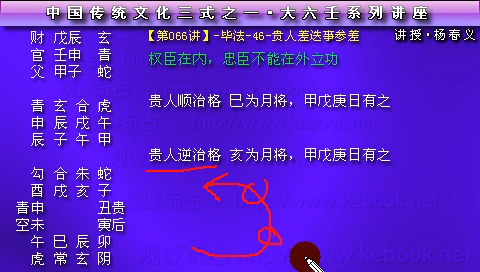 中国传统文化三式之一·大六壬系列讲座
【第066讲】-毕法-46-贵人差迭事参差
讲授·杨春义
财 戊辰 玄
官 壬申 青
父 甲子 蛇
权臣在内，忠臣不能在外立功
青 玄 合 虎
申 辰 戌 午
辰 子 午 甲
贵人顺治格 巳为月将，甲戊庚日有之
贵人逆治格 亥为月将，甲戊庚日有之
勾 合 朱 蛇
酉 戌 亥 子
青申 丑贵
空未 寅后
午 巳 辰 卯
虎 常 玄 阴
http://www.kebook.net